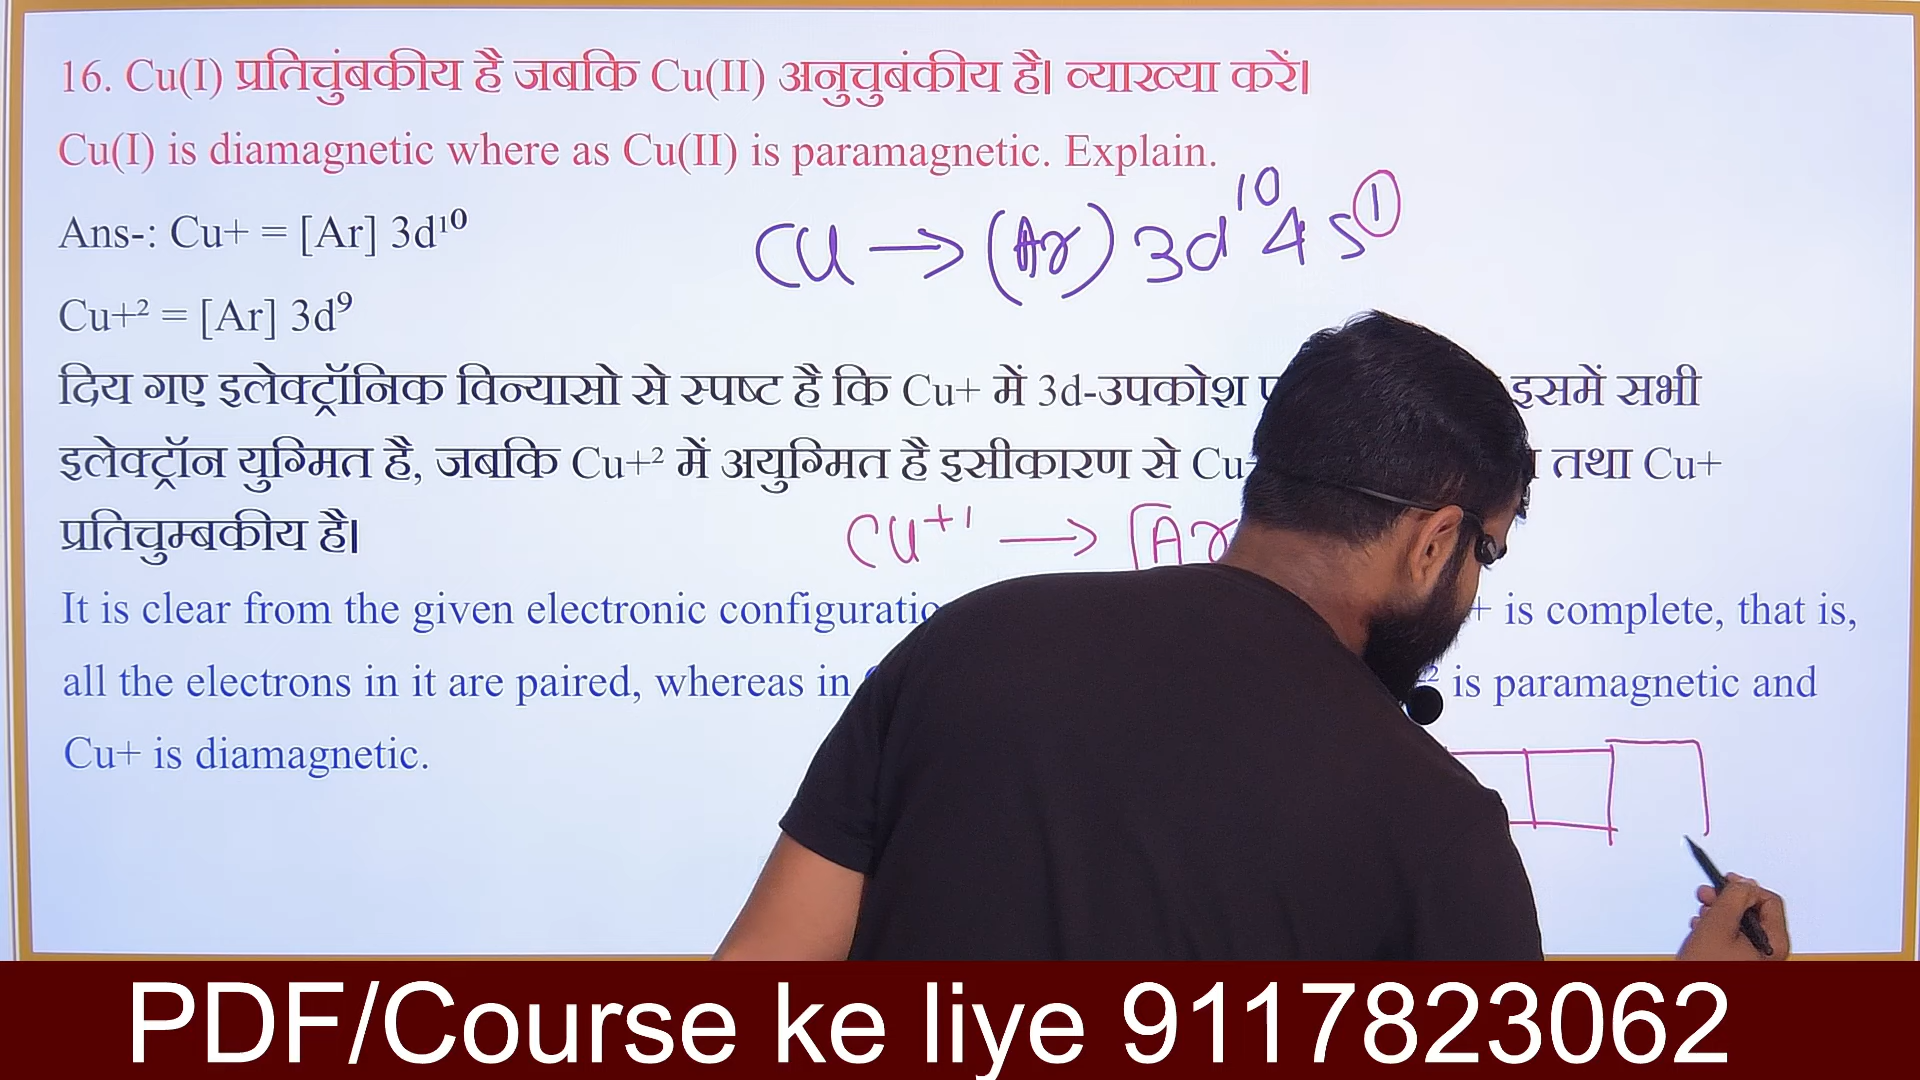 16. Cu(I) प्रतिचुंबकीय है जबकि Cu(II) अनुचुबंकीय है। व्याख्या करें।
Cu(I) is diamagnetic where as Cu(II) is paramagnetic. Explain.
Ans-: Cu+ = [Ar] 3d¹⁰
Cu → (Ar) 3d¹⁰ 4s¹
Cu+² = [Ar] 3d⁹
दिय गए इलेक्ट्रॉनिक विन्यासो से स्पष्ट है कि Cu+ में 3d-उपकोश इसमें सभी
इलेक्ट्रॉन युग्मित है, जबकि Cu+² में अयुग्मित है इसीकारण से तथा Cu+
प्रतिचुम्बकीय है।
Cu⁺¹ → [Ar
It is clear from the given electronic is complete, that is,
all the electrons in it are paired, whereas in is paramagnetic and
Cu+ is diamagnetic.
PDF/Course ke liye 9117823062